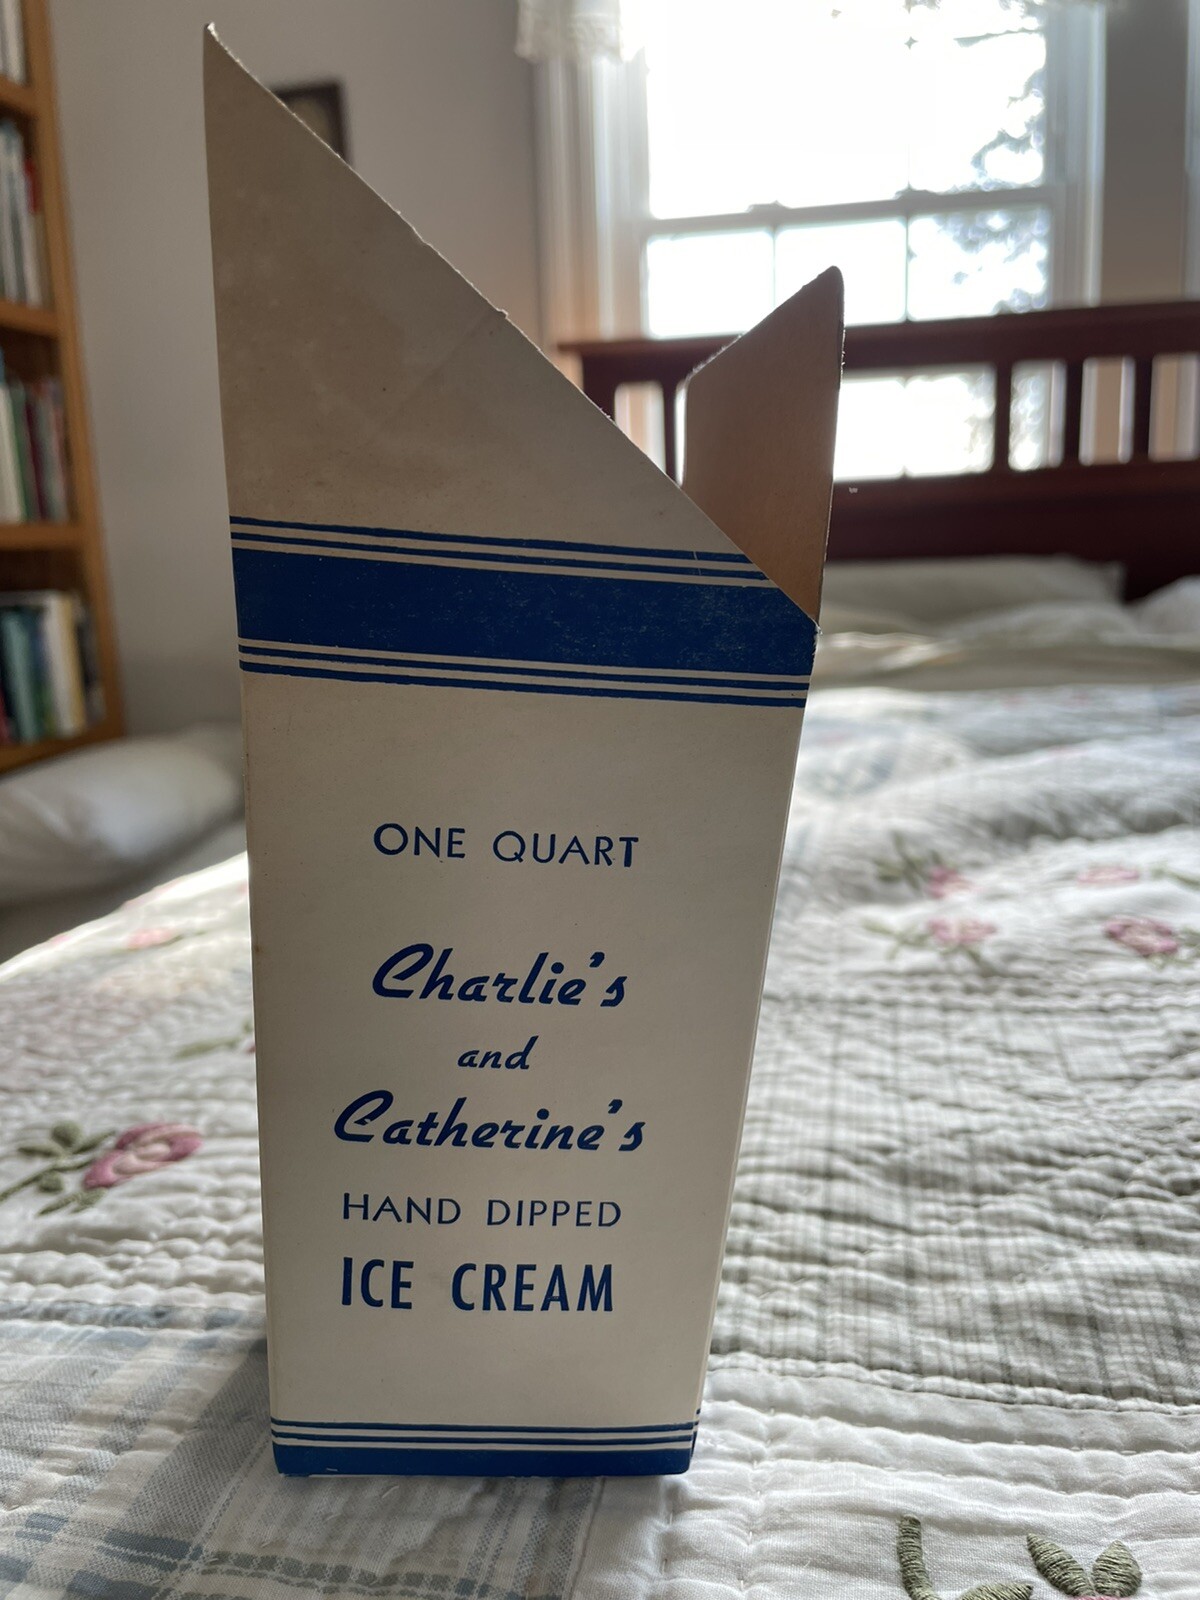 ONE QUART
Charlie's
and
Catherine's
HAND DIPPED
ICE CREAM